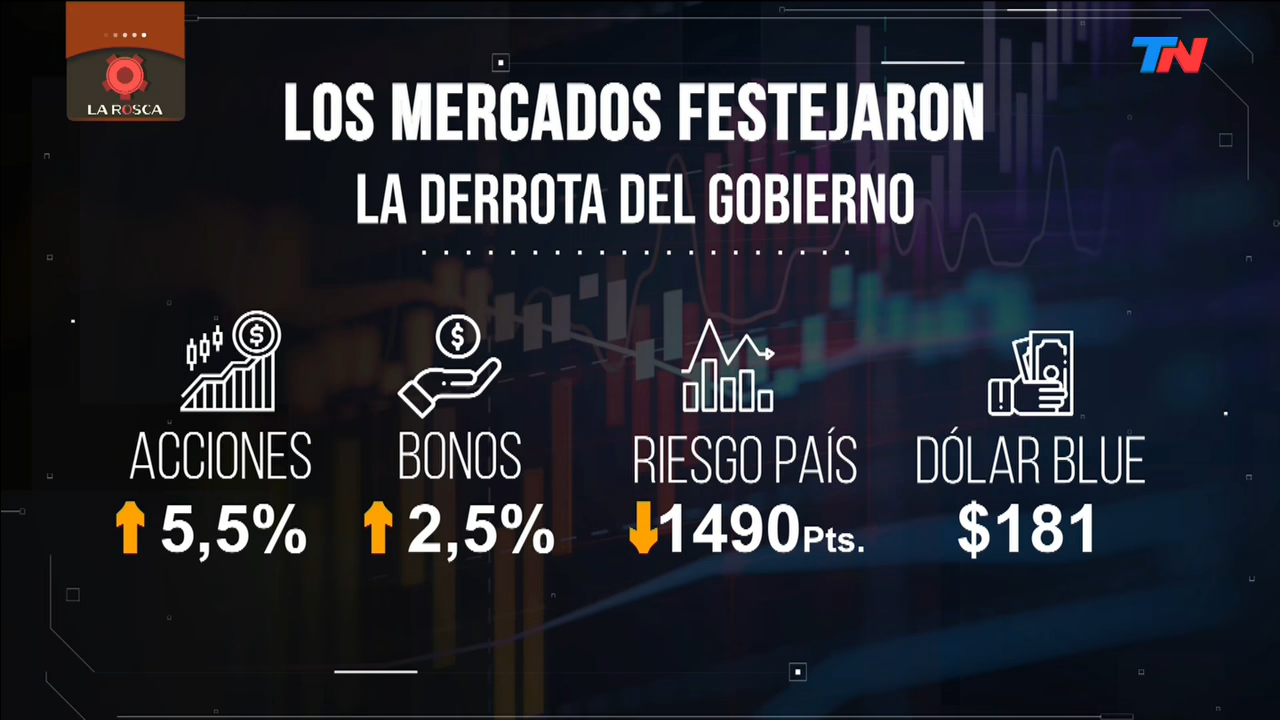 LA ROSCA
TN
LOS MERCADOS FESTEJARON
LA DERROTA DEL GOBIERNO
ACCIONES
5,5%
BONOS
2,5%
RIESGO PAÍS
1490Pts.
DÓLAR BLUE
$181